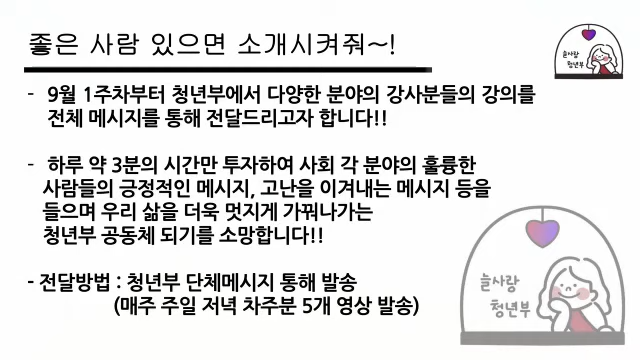 좋은 사람 있으면 소개시켜줘~!
늘사랑
청년부
- 9월 1주차부터 청년부에서 다양한 분야의 강사분들의 강의를
전체 메시지를 통해 전달드리고자 합니다!!
- 하루 약 3분의 시간만 투자하여 사회 각 분야의 훌륭한
사람들의 긍정적인 메시지, 고난을 이겨내는 메시지 등을
들으며 우리 삶을 더욱 멋지게 가꿔나가는
청년부 공동체 되기를 소망합니다!!
- 전달방법 : 청년부 단체메시지 통해 발송
(매주 주일 저녁 차주분 5개 영상 발송)
늘사랑
청년부